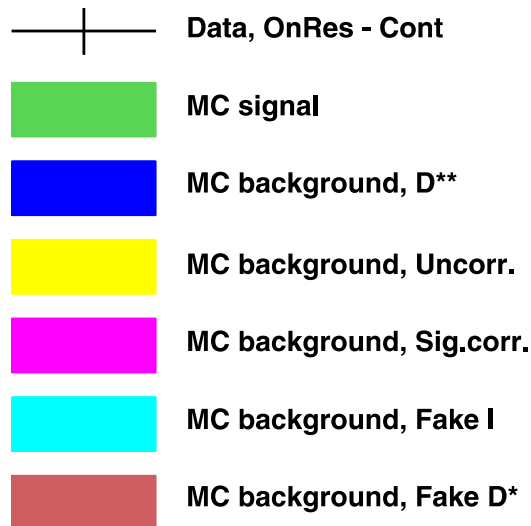 Data, OnRes - Cont
MC signal
MC background, D**
MC background, Uncorr.
MC background, Sig.corr.
MC background, Fake l
MC background, Fake D*